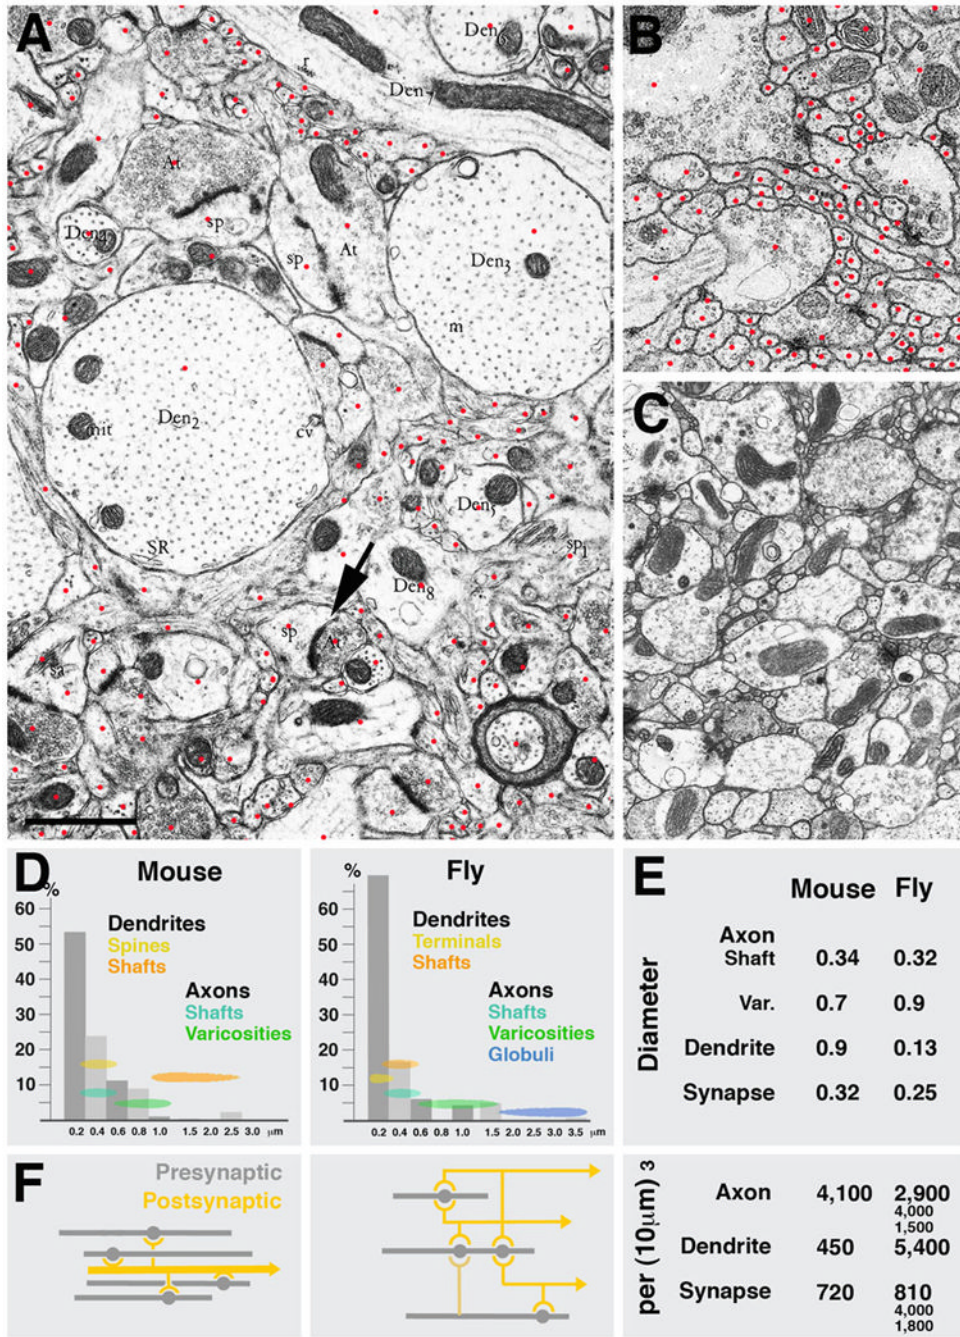 A
Den6
r
Den7
At
sp
Den4
sp
At
Den3
m
Den2
mit
cv
SR
Den5
sp1
Den8
sp
At
sa
B
C
D
Mouse
%
60
50
40
30
20
10
Dendrites
Spines
Shafts
Axons
Shafts
Varicosities
0.2 0.4 0.6 0.8 1.0 1.5 2.0 2.5 3.0 μm
Fly
%
60
50
40
30
20
10
Dendrites
Terminals
Shafts
Axons
Shafts
Varicosities
Globuli
0.2 0.4 0.6 0.8 1.0 1.5 2.0 2.5 3.0 3.5 μm
E
Mouse Fly
Diameter
Axon
Shaft 0.34 0.32
Var. 0.7 0.9
Dendrite 0.9 0.13
Synapse 0.32 0.25
per (10μm) 3
Axon 4,100 2,900
4,000
1,500
Dendrite 450 5,400
Synapse 720 810
4,000
1,800
F
Presynaptic
Postsynaptic